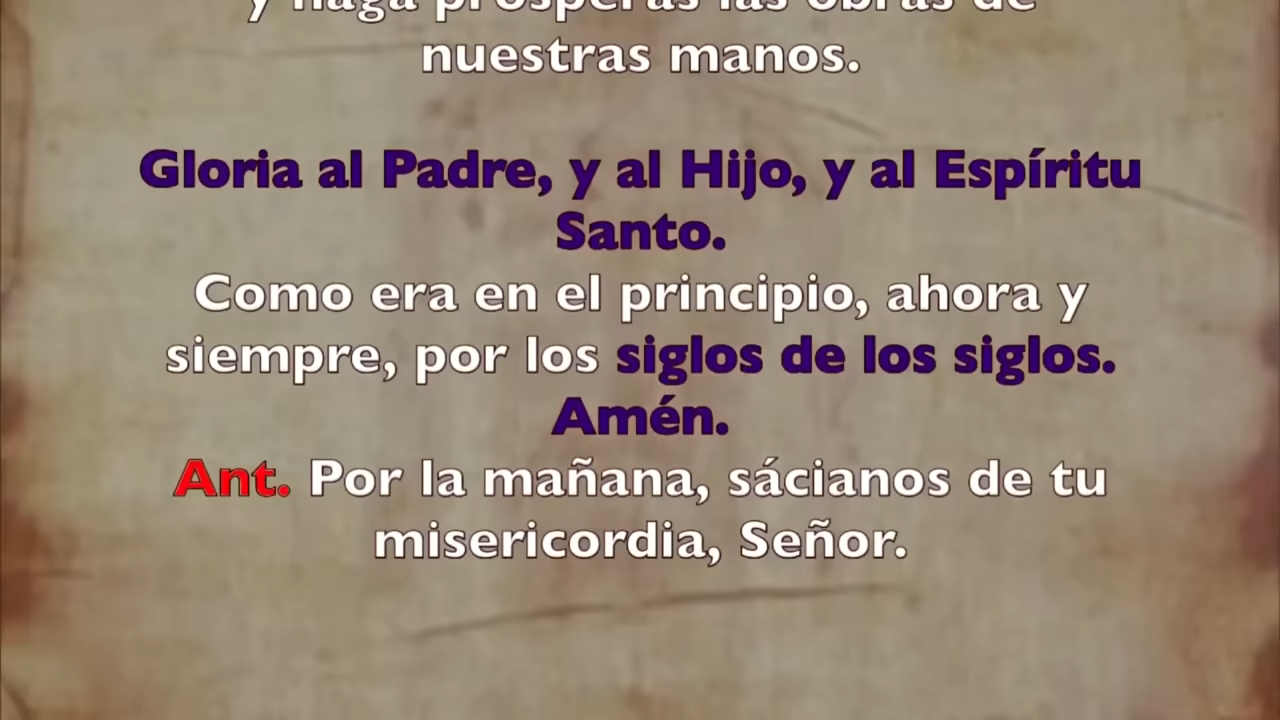 y haga prósperas las obras de
nuestras manos.
Gloria al Padre, y al Hijo, y al Espíritu
Santo.
Como era en el principio, ahora y
siempre, por los siglos de los siglos.
Amén.
Ant. Por la mañana, sácianos de tu
misericordia, Señor.